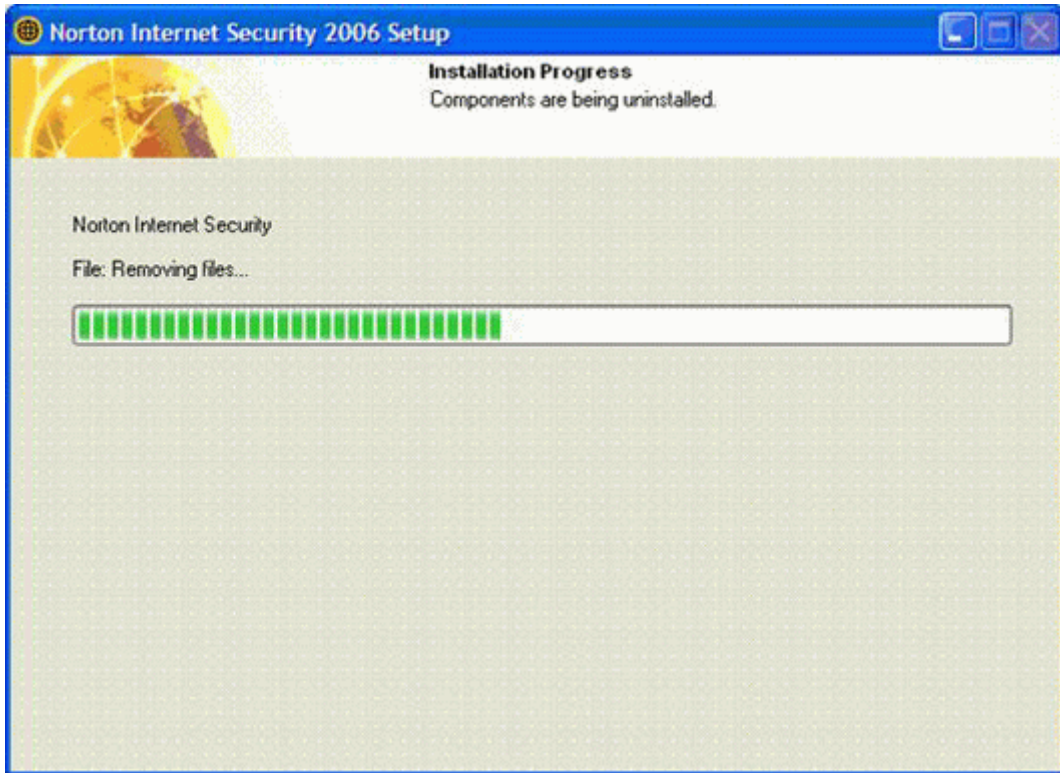 Norton Internet Security 2006 Setup
Installation Progress
Components are being uninstalled.
Norton Internet Security
File: Removing files...